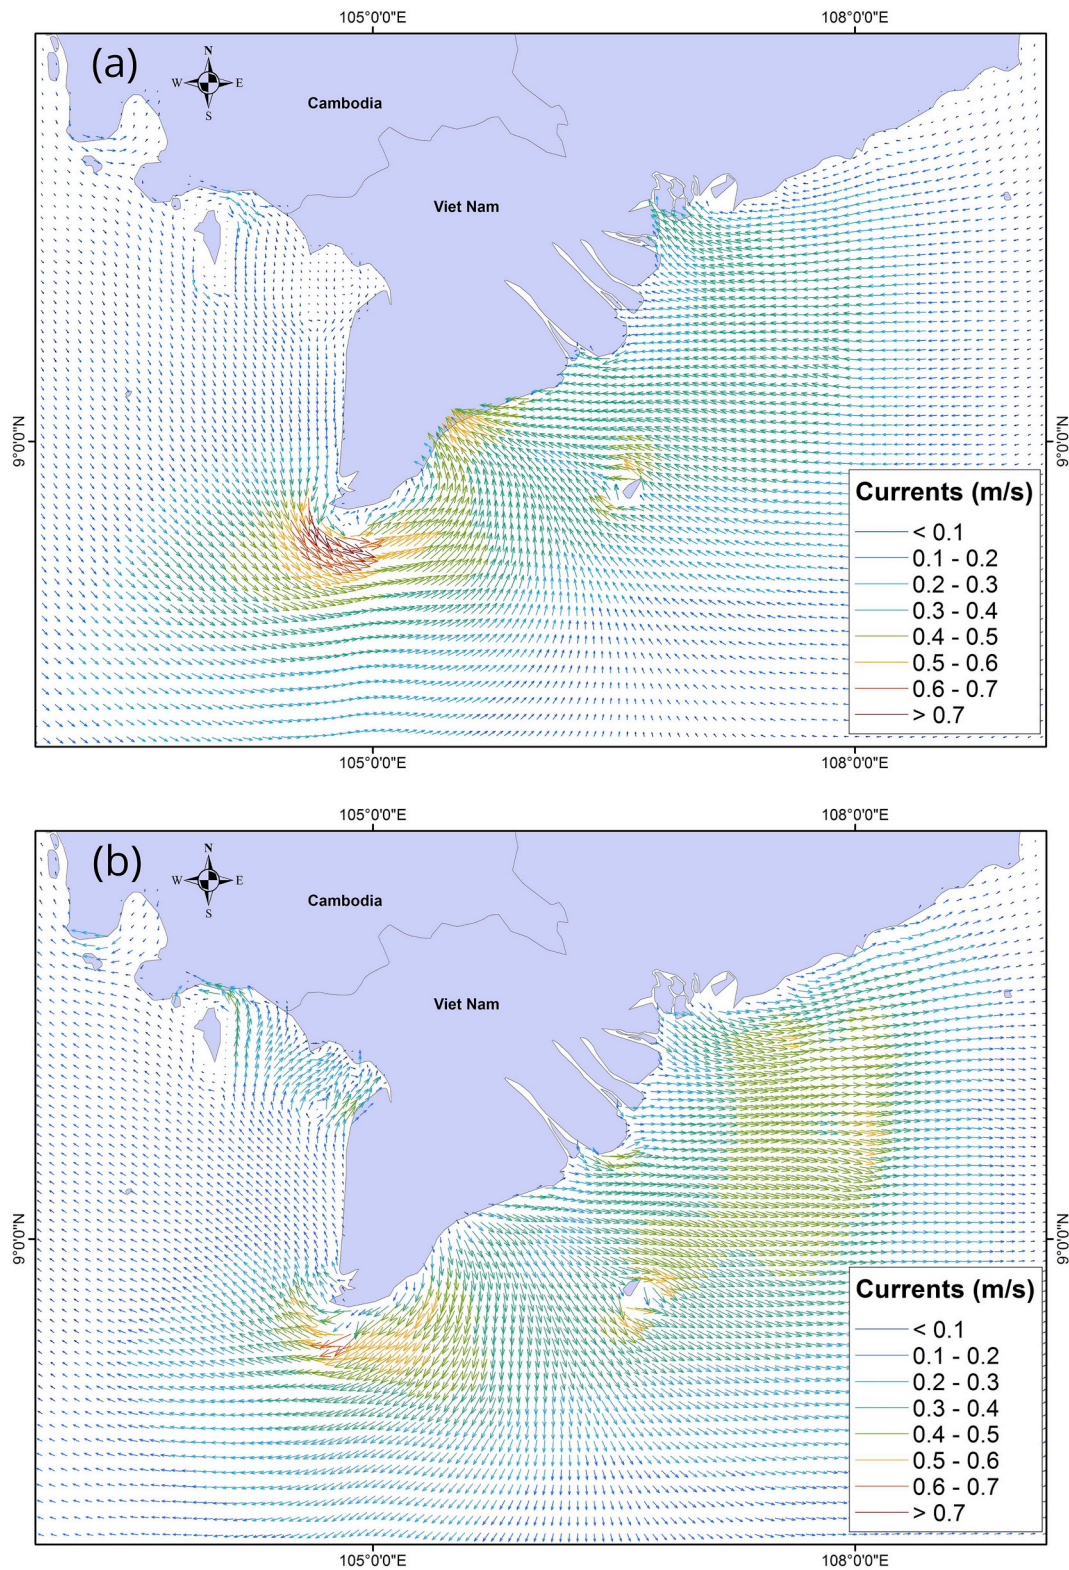 105°0'0"E 108°0'0"E
(a)
N
W E
S
Cambodia
Viet Nam
9°0'0"N 9°0'0"N
Currents (m/s)
< 0.1
0.1 - 0.2
0.2 - 0.3
0.3 - 0.4
0.4 - 0.5
0.5 - 0.6
0.6 - 0.7
> 0.7
105°0'0"E 108°0'0"E
105°0'0"E 108°0'0"E
(b)
N
W E
S
Cambodia
Viet Nam
9°0'0"N 9°0'0"N
Currents (m/s)
< 0.1
0.1 - 0.2
0.2 - 0.3
0.3 - 0.4
0.4 - 0.5
0.5 - 0.6
0.6 - 0.7
> 0.7
105°0'0"E 108°0'0"E